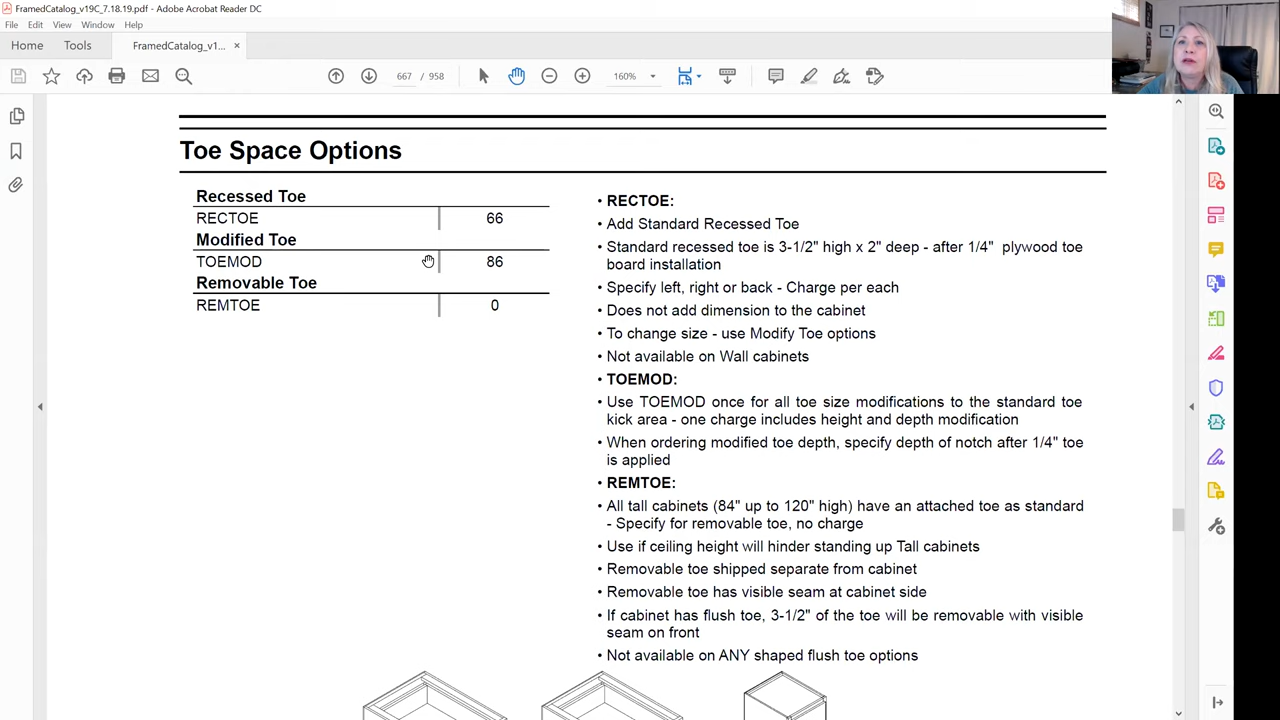 FramedCatalog_v19C_7.18.19.pdf - Adobe Acrobat Reader DC
File Edit View Window Help
Home Tools FramedCatalog_v1... ×
667 / 958 160%
Toe Space Options
Recessed Toe
RECTOE 66
Modified Toe
TOEMOD 86
Removable Toe
REMTOE 0
• RECTOE:
• Add Standard Recessed Toe
• Standard recessed toe is 3-1/2" high x 2" deep - after 1/4" plywood toe
board installation
• Specify left, right or back - Charge per each
• Does not add dimension to the cabinet
• To change size - use Modify Toe options
• Not available on Wall cabinets
• TOEMOD:
• Use TOEMOD once for all toe size modifications to the standard toe
kick area - one charge includes height and depth modification
• When ordering modified toe depth, specify depth of notch after 1/4" toe
is applied
• REMTOE:
• All tall cabinets (84" up to 120" high) have an attached toe as standard
- Specify for removable toe, no charge
• Use if ceiling height will hinder standing up Tall cabinets
• Removable toe shipped separate from cabinet
• Removable toe has visible seam at cabinet side
• If cabinet has flush toe, 3-1/2" of the toe will be removable with visible
seam on front
• Not available on ANY shaped flush toe options